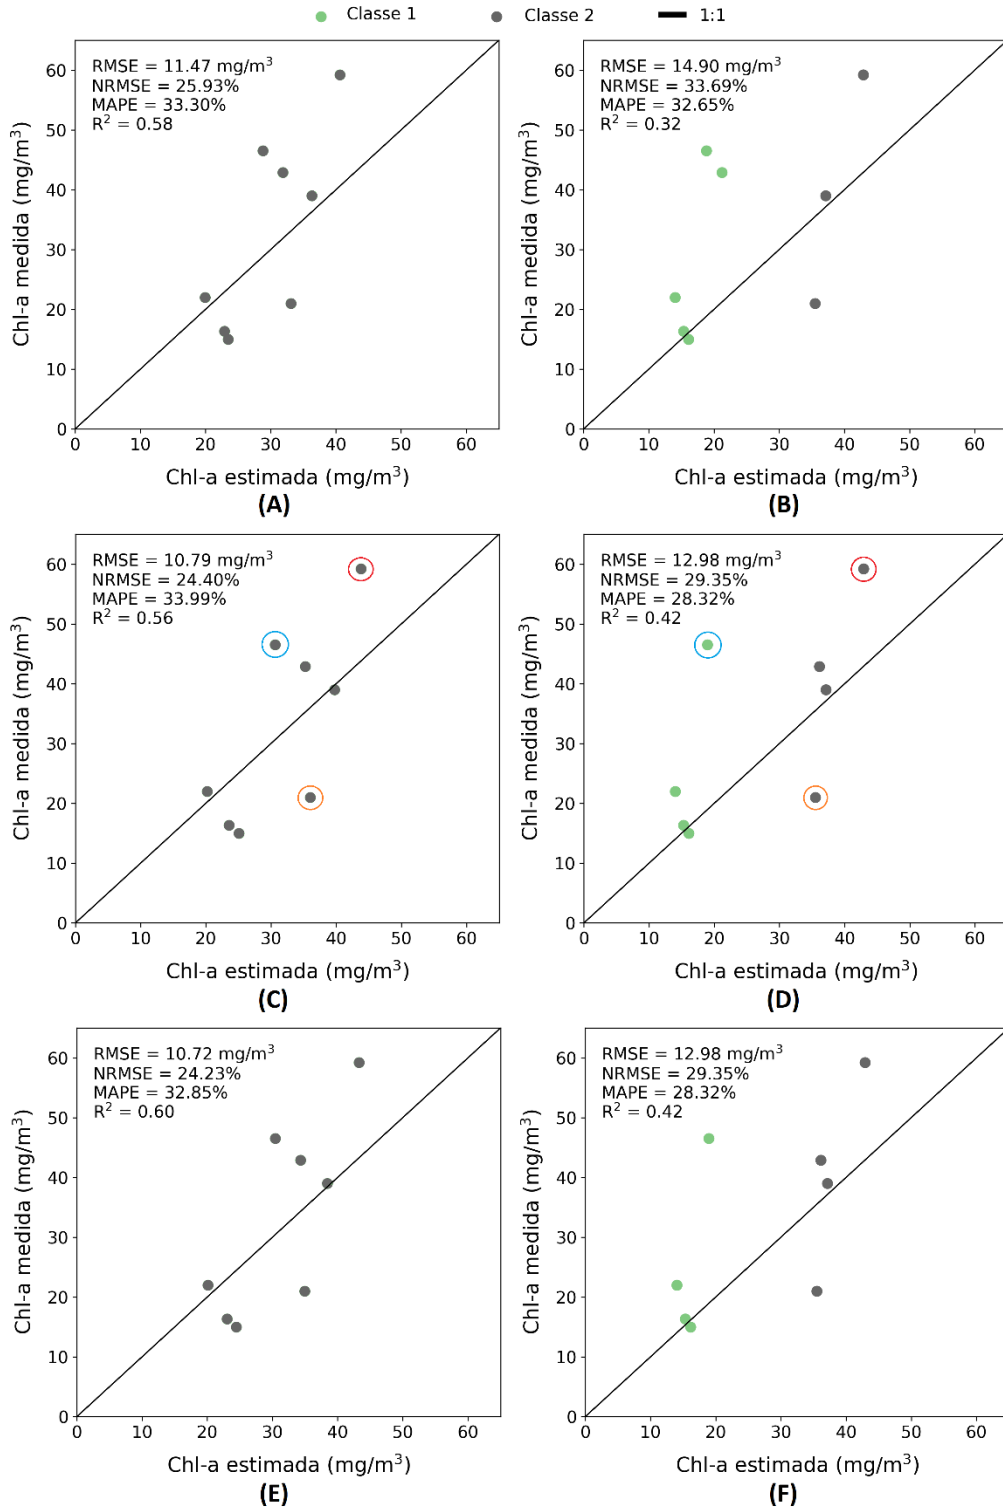 Classe 1 Classe 2 1:1
RMSE = 11.47 mg/m³
NRMSE = 25.93%
MAPE = 33.30%
R² = 0.58
60
50
40
30
20
10
0
Chl-a medida (mg/m³)
0 10 20 30 40 50 60
Chl-a estimada (mg/m³)
(A)
RMSE = 14.90 mg/m³
NRMSE = 33.69%
MAPE = 32.65%
R² = 0.32
60
50
40
30
20
10
0
Chl-a medida (mg/m³)
0 10 20 30 40 50 60
Chl-a estimada (mg/m³)
(B)
RMSE = 10.79 mg/m³
NRMSE = 24.40%
MAPE = 33.99%
R² = 0.56
60
50
40
30
20
10
0
Chl-a medida (mg/m³)
0 10 20 30 40 50 60
Chl-a estimada (mg/m³)
(C)
RMSE = 12.98 mg/m³
NRMSE = 29.35%
MAPE = 28.32%
R² = 0.42
60
50
40
30
20
10
0
Chl-a medida (mg/m³)
0 10 20 30 40 50 60
Chl-a estimada (mg/m³)
(D)
RMSE = 10.72 mg/m³
NRMSE = 24.23%
MAPE = 32.85%
R² = 0.60
60
50
40
30
20
10
0
Chl-a medida (mg/m³)
0 10 20 30 40 50 60
Chl-a estimada (mg/m³)
(E)
RMSE = 12.98 mg/m³
NRMSE = 29.35%
MAPE = 28.32%
R² = 0.42
60
50
40
30
20
10
0
Chl-a medida (mg/m³)
0 10 20 30 40 50 60
Chl-a estimada (mg/m³)
(F)